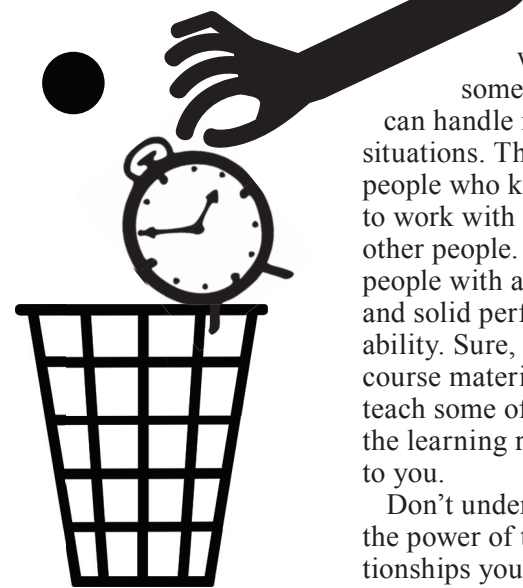 some
can handle
situations. Th
people who k
to work with
other people.
people with a
and solid perf
ability. Sure,
course materi
teach some of
the learning r
to you.
Don’t under
the power of t
tionships you